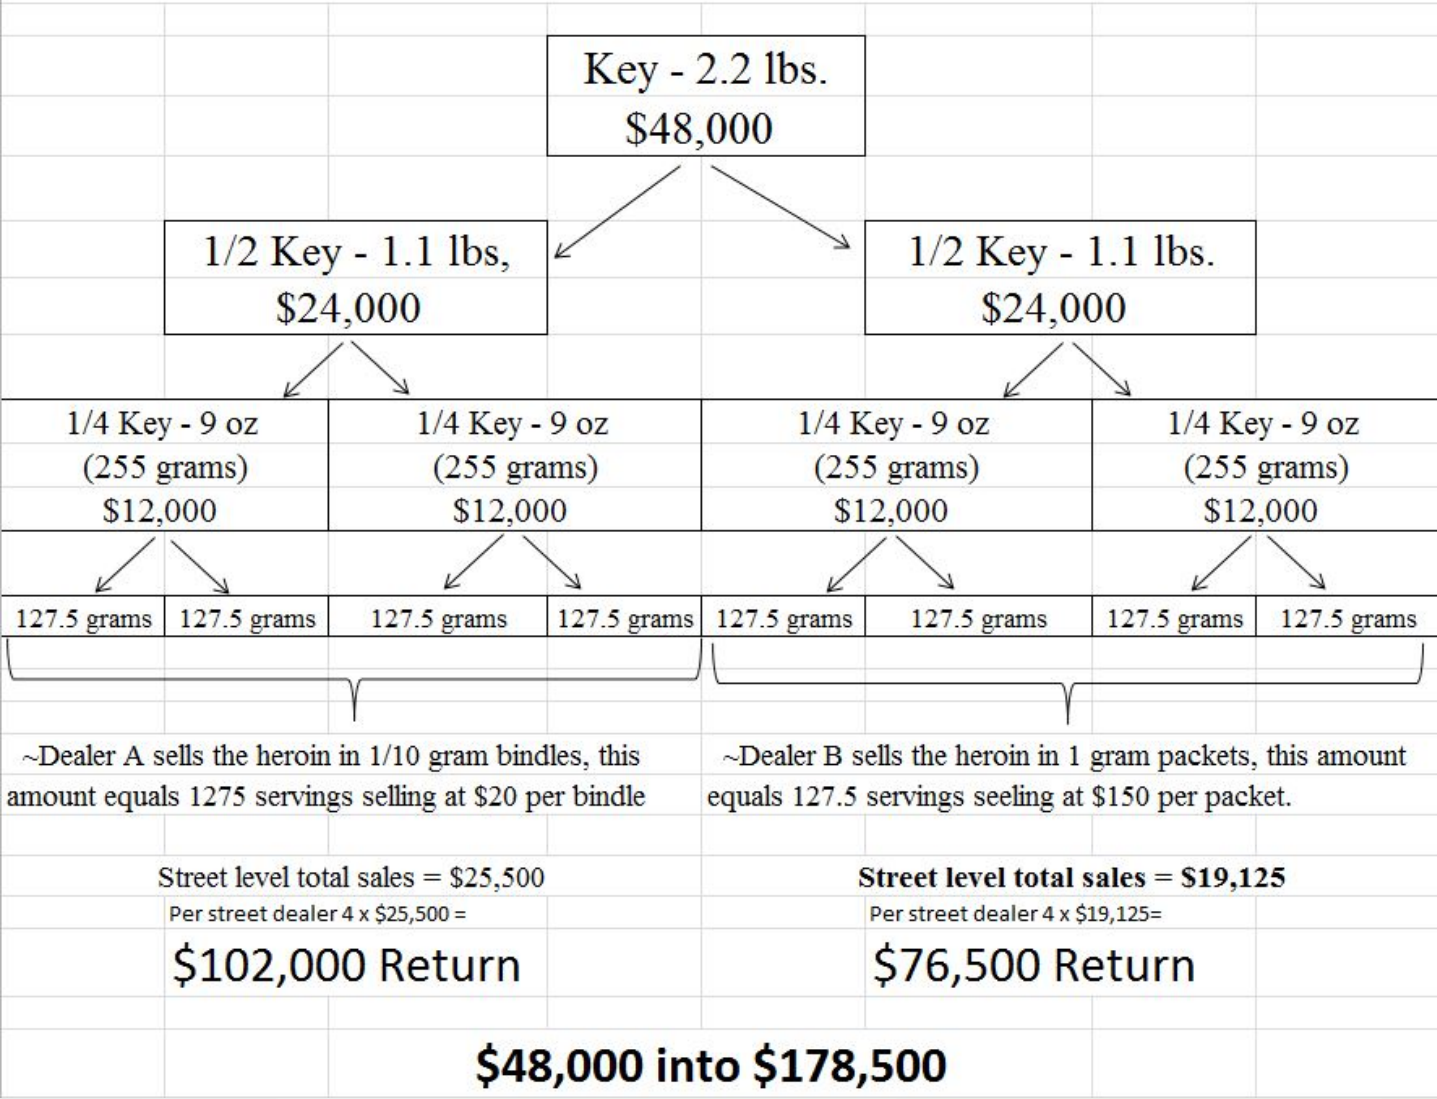 Key - 2.2 lbs.
$48,000
1/2 Key - 1.1 lbs,
$24,000
1/2 Key - 1.1 lbs.
$24,000
1/4 Key - 9 oz
(255 grams)
$12,000
1/4 Key - 9 oz
(255 grams)
$12,000
1/4 Key - 9 oz
(255 grams)
$12,000
1/4 Key - 9 oz
(255 grams)
$12,000
127.5 grams
127.5 grams
127.5 grams
127.5 grams
127.5 grams
127.5 grams
127.5 grams
127.5 grams
~Dealer A sells the heroin in 1/10 gram bindles, this
amount equals 1275 servings selling at $20 per bindle
~Dealer B sells the heroin in 1 gram packets, this amount
equals 127.5 servings seeling at $150 per packet.
Street level total sales = $25,500
Per street dealer 4 x $25,500 =
$102,000 Return
Street level total sales = $19,125
Per street dealer 4 x $19,125=
$76,500 Return
$48,000 into $178,500